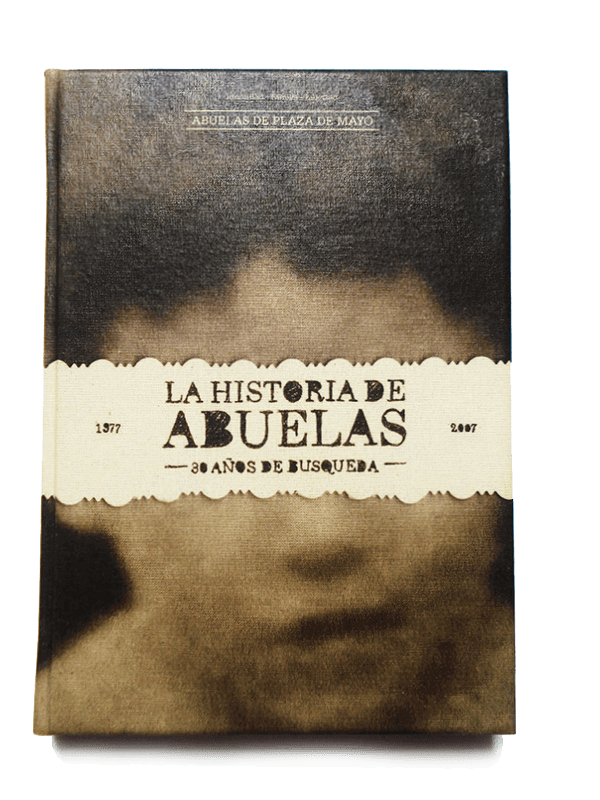 ABUELAS DE PLAZA DE MAYO
LA HISTORIA DE
1977 ABUELAS 2007
30 AÑOS DE BUSQUEDA